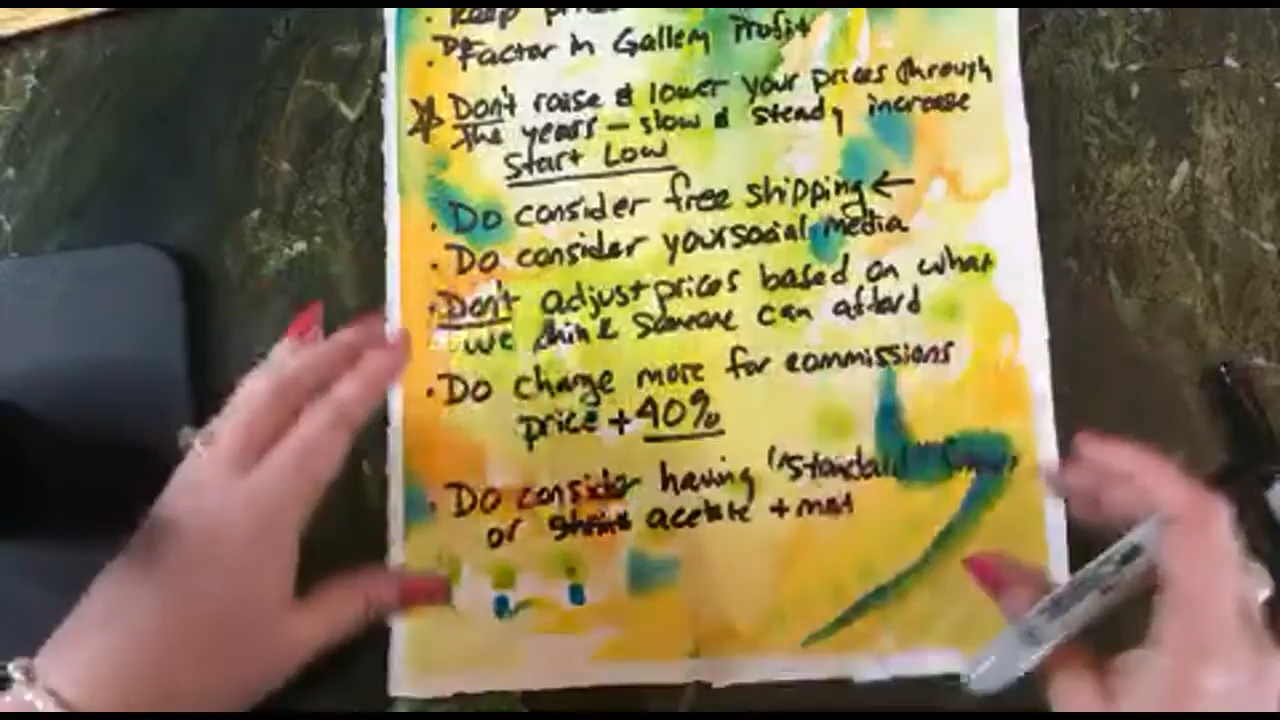 · Keep
· Factor in Gallery Profit
Don't raise & lower your prices through
the years – slow & steady increase
Start Low
· Do consider free shipping ←
· Do consider your social media
· Don't adjust prices based on what
we think someone can afford
· Do charge more for commissions
price + 40%
· Do consider having "standard"
or acetate + mat